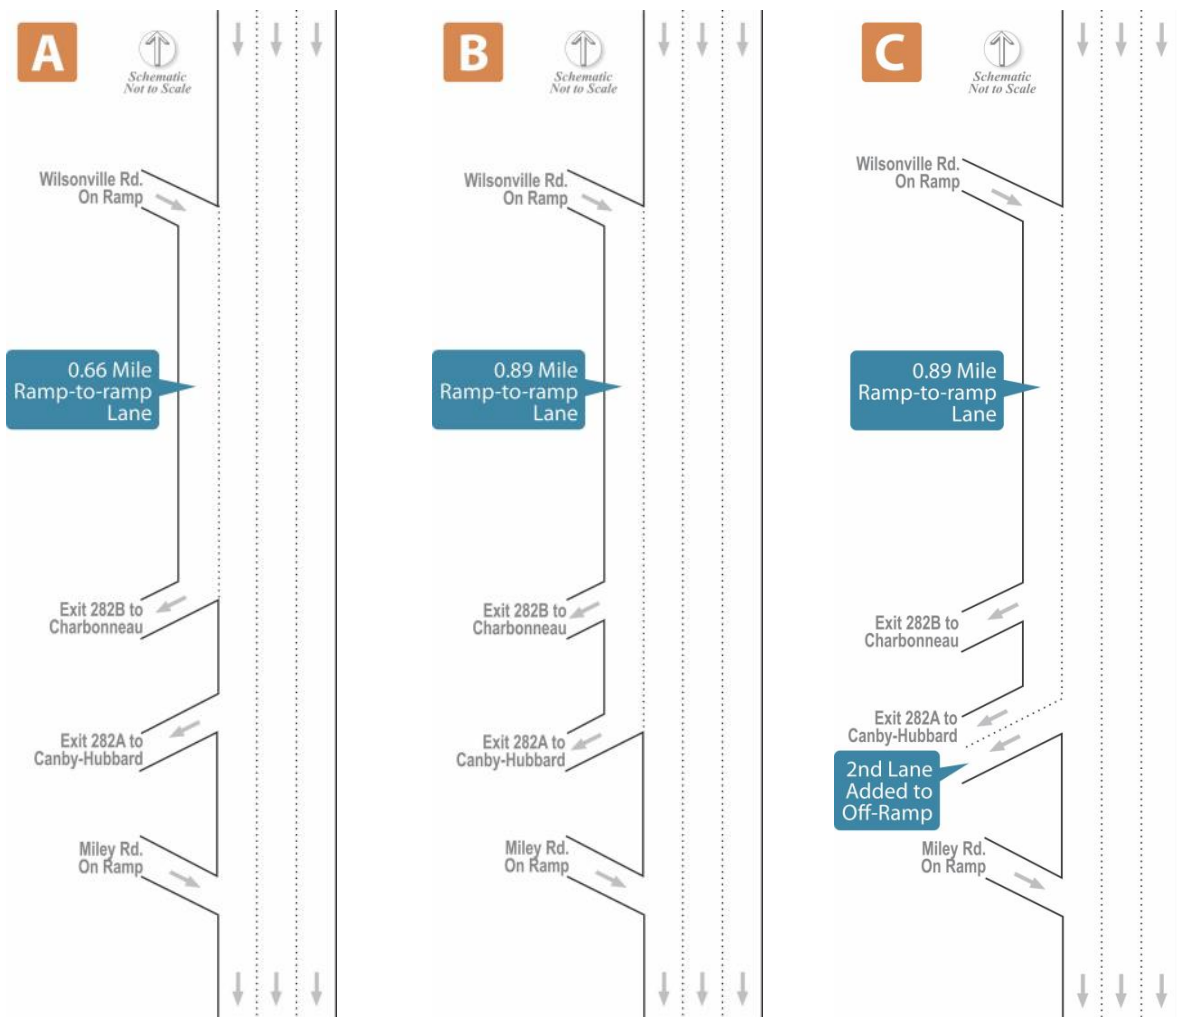 A
Schematic
Not to Scale
Wilsonville Rd.
On Ramp
0.66 Mile
Ramp-to-ramp
Lane
Exit 282B to
Charbonneau
Exit 282A to
Canby-Hubbard
Miley Rd.
On Ramp
B
Schematic
Not to Scale
Wilsonville Rd.
On Ramp
0.89 Mile
Ramp-to-ramp
Lane
Exit 282B to
Charbonneau
Exit 282A to
Canby-Hubbard
Miley Rd.
On Ramp
C
Schematic
Not to Scale
Wilsonville Rd.
On Ramp
0.89 Mile
Ramp-to-ramp
Lane
Exit 282B to
Charbonneau
Exit 282A to
Canby-Hubbard
2nd Lane
Added to
Off-Ramp
Miley Rd.
On Ramp